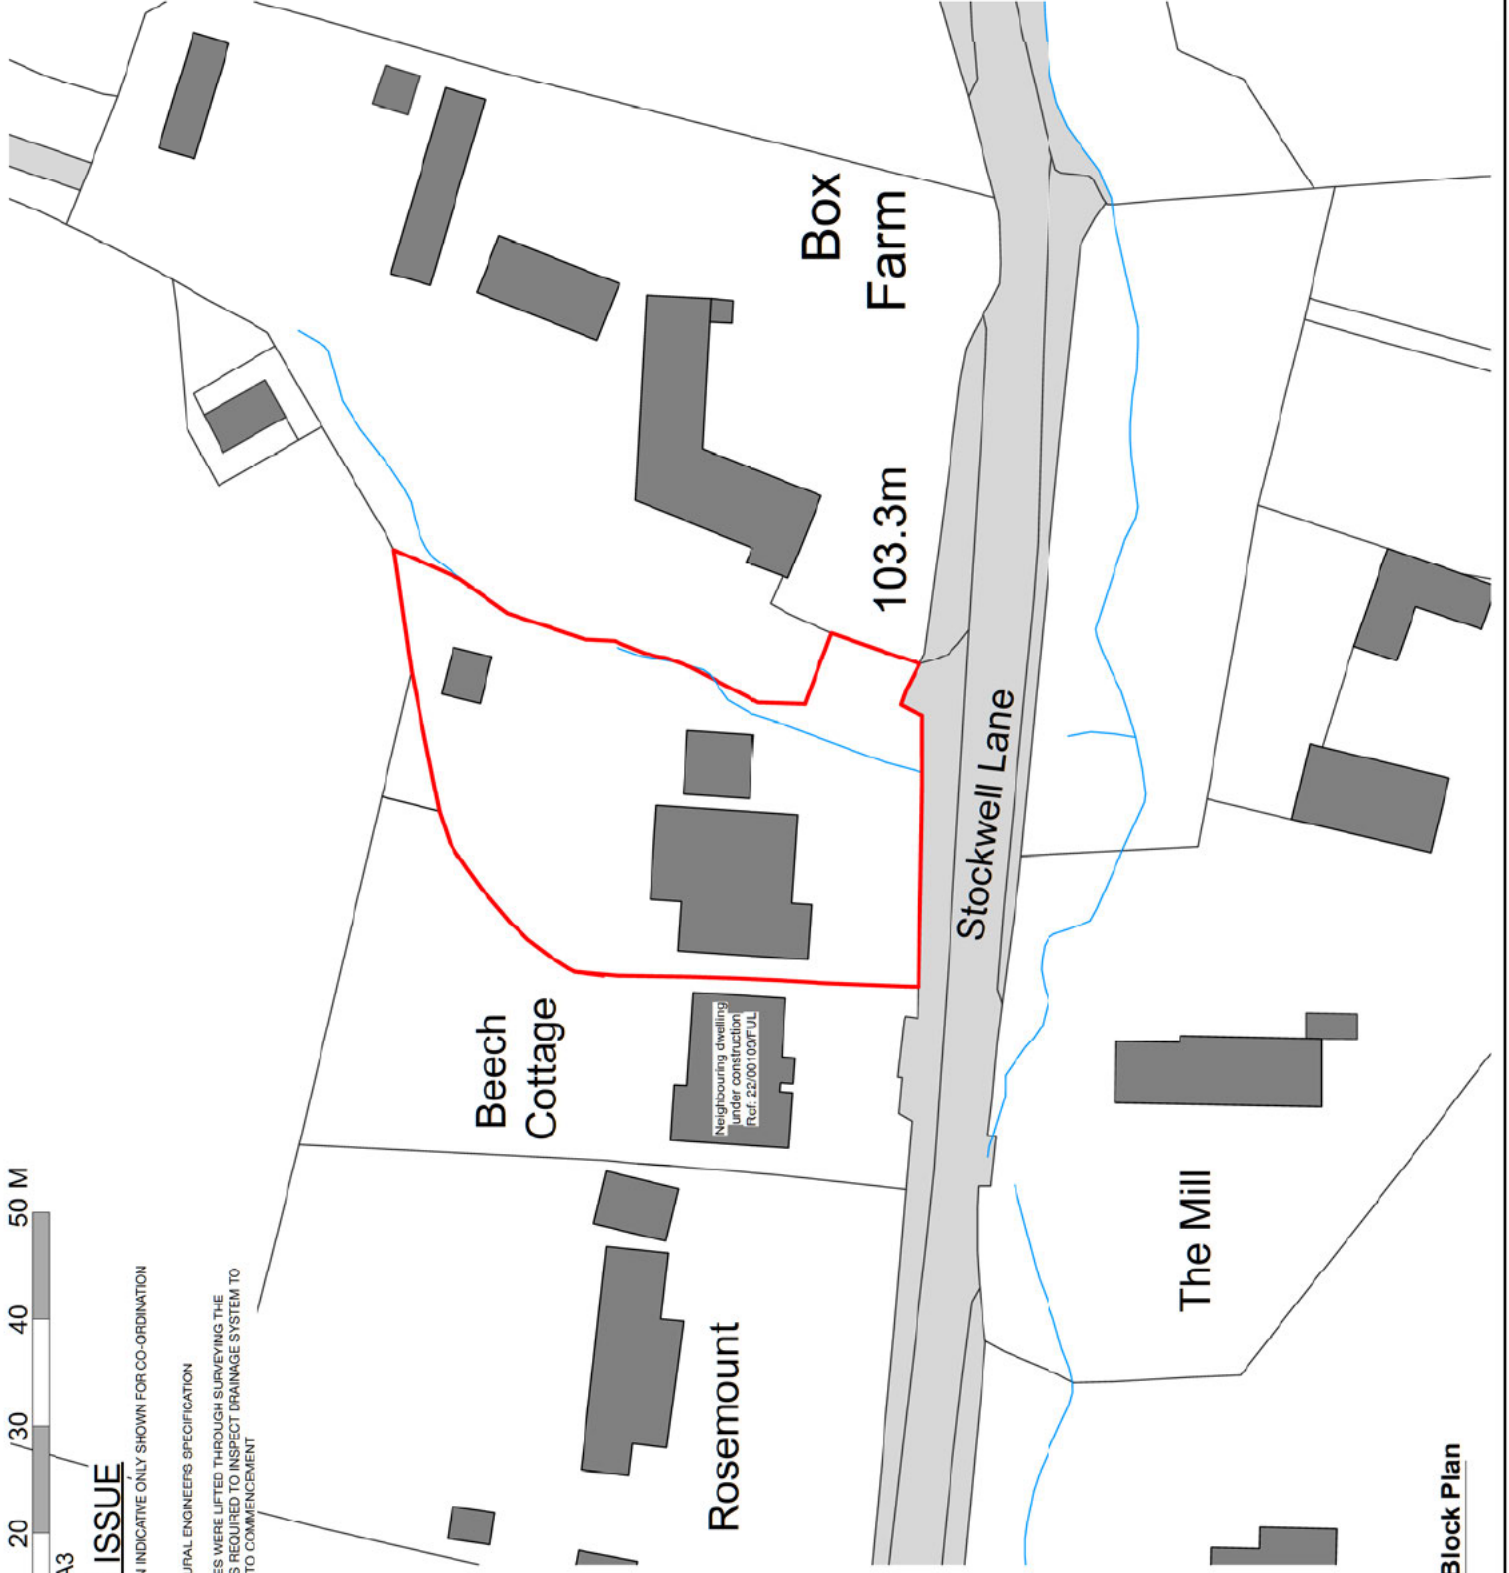 20 30 40 50 M
A3
ISSUE
INDICATIVE ONLY SHOWN FOR CO-ORDINATION
URAL ENGINEERS SPECIFICATION
ES WERE LIFTED THROUGH SURVEYING THE
S REQUIRED TO INSPECT DRAINAGE SYSTEM TO
TO COMMENCEMENT
Beech
Cottage
Neighbouring dwelling
under construction
Ref: 22/00100/FUL
Rosemount
Box
Farm
103.3m
Stockwell Lane
The Mill
Block Plan